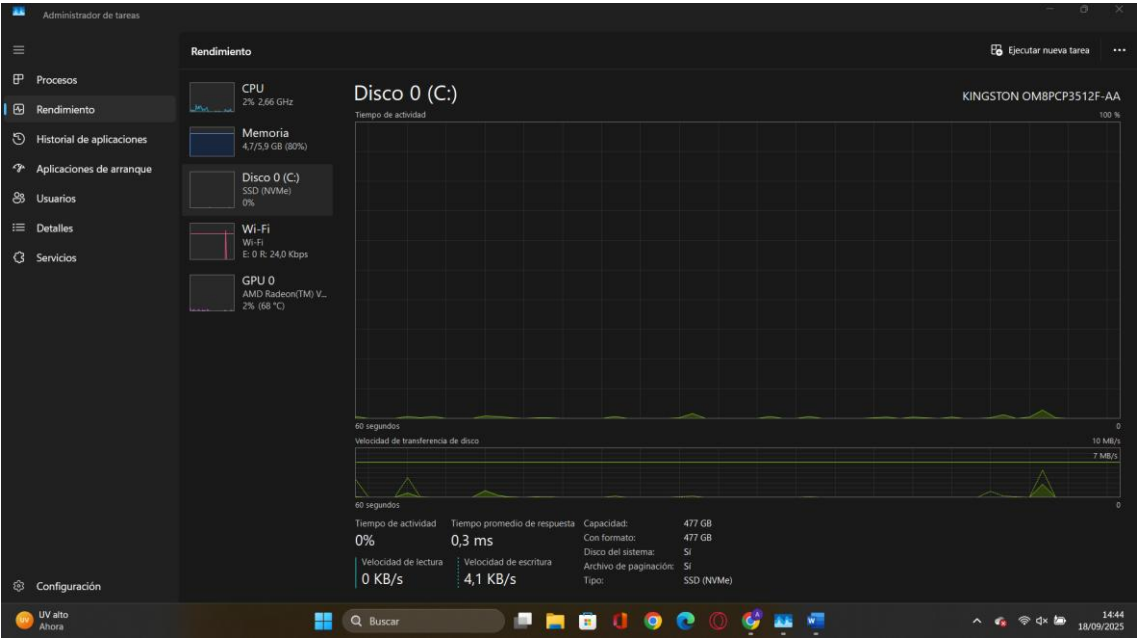 Administrador de tareas
Rendimiento
Ejecutar nueva tarea
Procesos
Rendimiento
Historial de aplicaciones
Aplicaciones de arranque
Usuarios
Detalles
Servicios
Configuración
CPU
2% 2,66 GHz
Memoria
4,7/5,9 GB (80%)
Disco 0 (C:)
SSD (NVMe)
0%
Wi-Fi
Wi-Fi
E: 0 R: 24,0 Kbps
GPU 0
AMD Radeon(TM) V...
2% (68 °C)
Disco 0 (C:)
KINGSTON OM8PCP3512F-AA
Tiempo de actividad
100 %
60 segundos
0
Velocidad de transferencia de disco
10 MB/s
7 MB/s
60 segundos
0
Tiempo de actividad
0%
Tiempo promedio de respuesta
0,3 ms
Velocidad de lectura
0 KB/s
Velocidad de escritura
4,1 KB/s
Capacidad: 477 GB
Con formato: 477 GB
Disco del sistema: Sí
Archivo de paginación: Sí
Tipo: SSD (NVMe)
UV
UV alto
Ahora
Buscar
14:44
18/09/2025